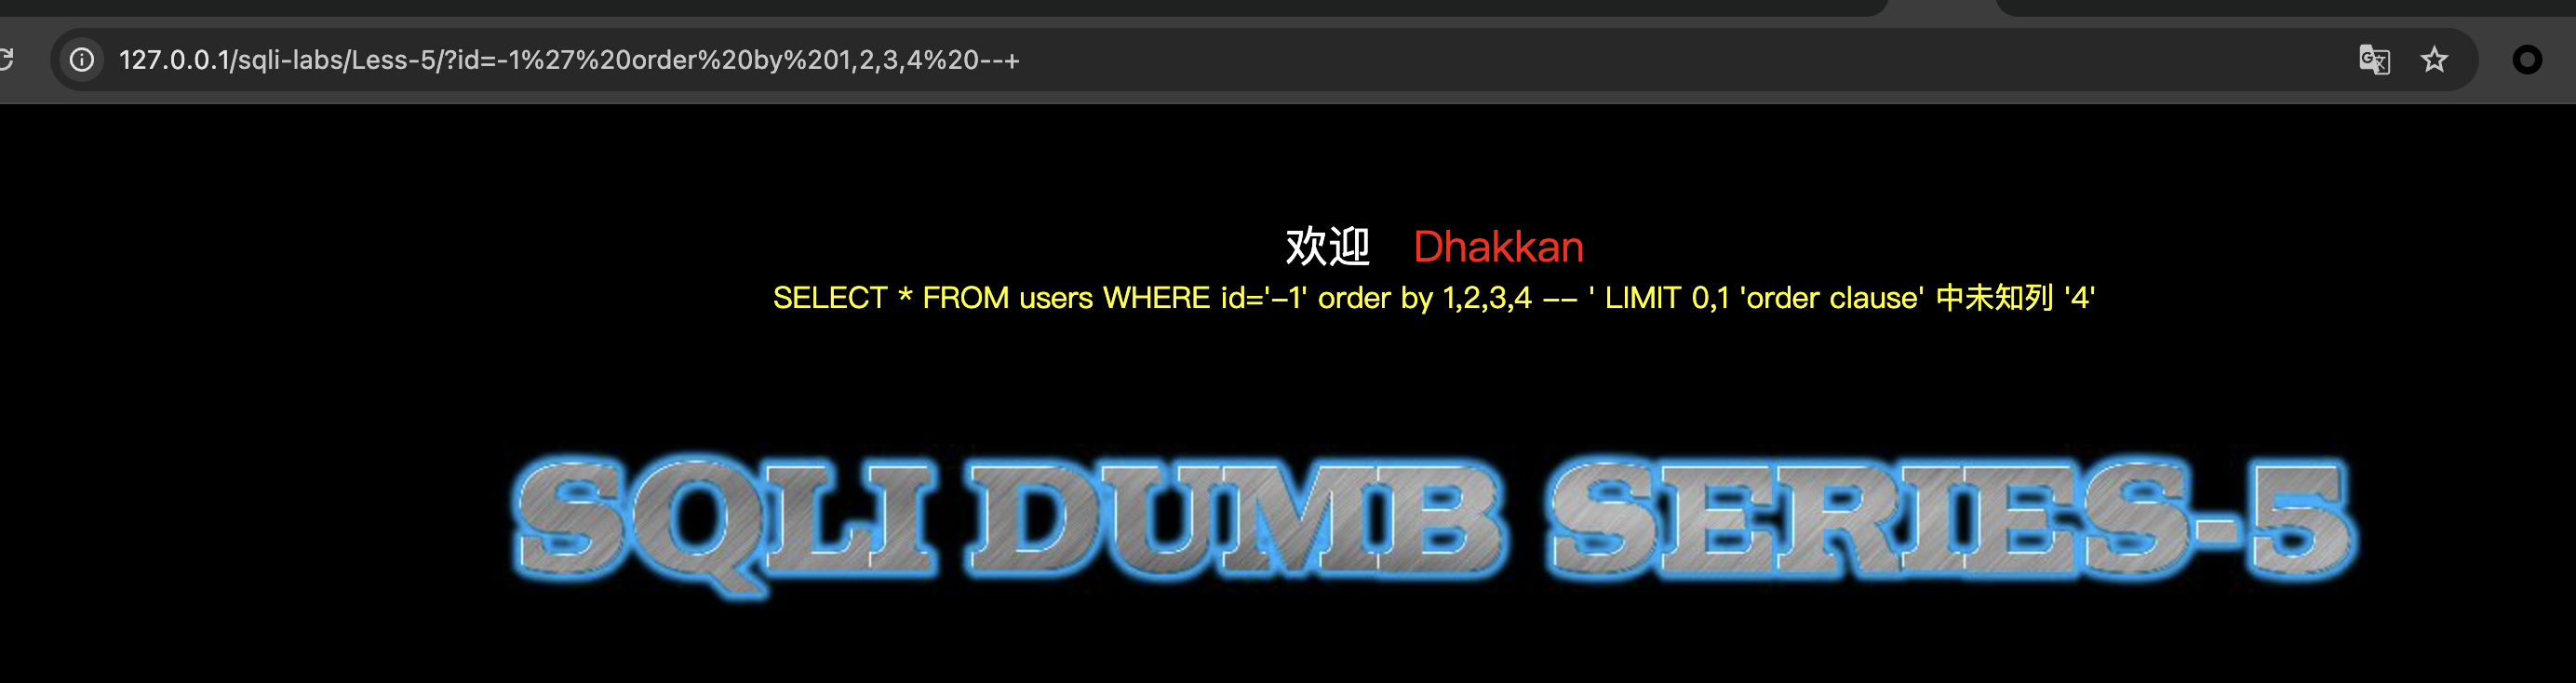 127.0.0.1/sqli-labs/Less-5/?id=-1%27%20order%20by%201,2,3,4%20--+
欢迎 Dhakkan
SELECT * FROM users WHERE id='-1' order by 1,2,3,4 -- ' LIMIT 0,1 'order clause' 中未知列 '4'
SQLI DUMB SERIES-5